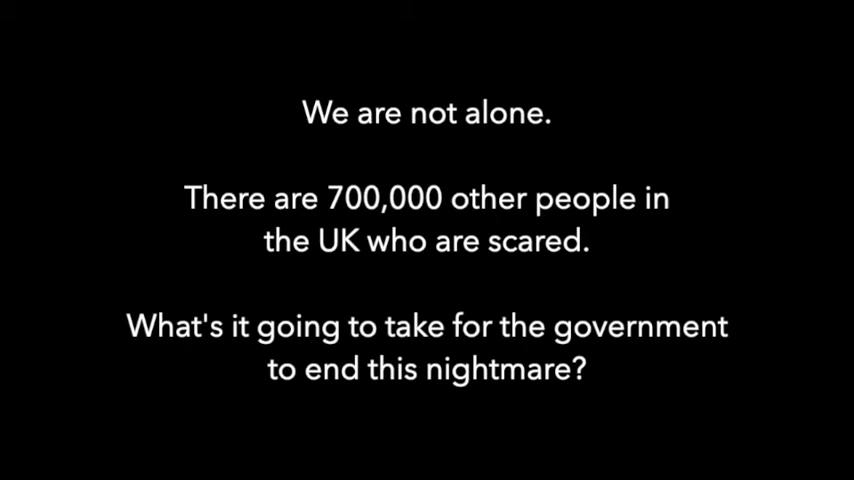 We are not alone.
There are 700,000 other people in
the UK who are scared.
What's it going to take for the government
to end this nightmare?